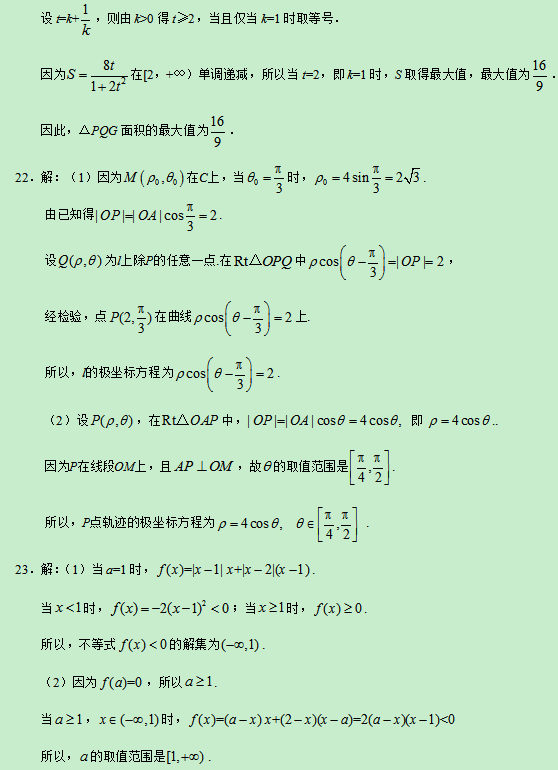 设 t=k+1/k，则由k>0得t⩾2，当且仅当k=1时取等号．
因为S=8t/(1+2t²)在[2，+∞）单调递减，所以当t=2，即k=1时，S取得最大值，最大值为16/9．
因此，△PQG面积的最大值为16/9．
22．解：（1）因为M(ρ₀,θ₀)在C上，当θ₀=π/3时，ρ₀=4sin π/3=2√3．
由已知得|OP|=|OA|cos π/3=2．
设Q(ρ,θ)为l上除P的任意一点.在Rt△OPQ中ρcos(θ−π/3)=|OP|=2，
经检验，点P(2,π/3)在曲线ρcos(θ−π/3)=2上.
所以，l的极坐标方程为ρcos(θ−π/3)=2．
（2）设P(ρ,θ)，在Rt△OAP中，|OP|=|OA|cosθ=4cosθ, 即 ρ=4cosθ..
因为P在线段OM上，且AP⊥OM，故θ的取值范围是[π/4,π/2]．
所以，P点轨迹的极坐标方程为ρ=4cosθ, θ∈[π/4,π/2]．
23．解：（1）当a=1时，f(x)=|x−1| x+|x−2|(x−1)．
当x<1时，f(x)=−2(x−1)²<0；当x≥1时，f(x)≥0．
所以，不等式f(x)<0的解集为(−∞,1)．
（2）因为f(a)=0，所以a≥1．
当a≥1，x∈(−∞,1)时，f(x)=(a−x) x+(2−x)(x−a)=2(a−x)(x−1)<0
所以，a的取值范围是[1,+∞)．